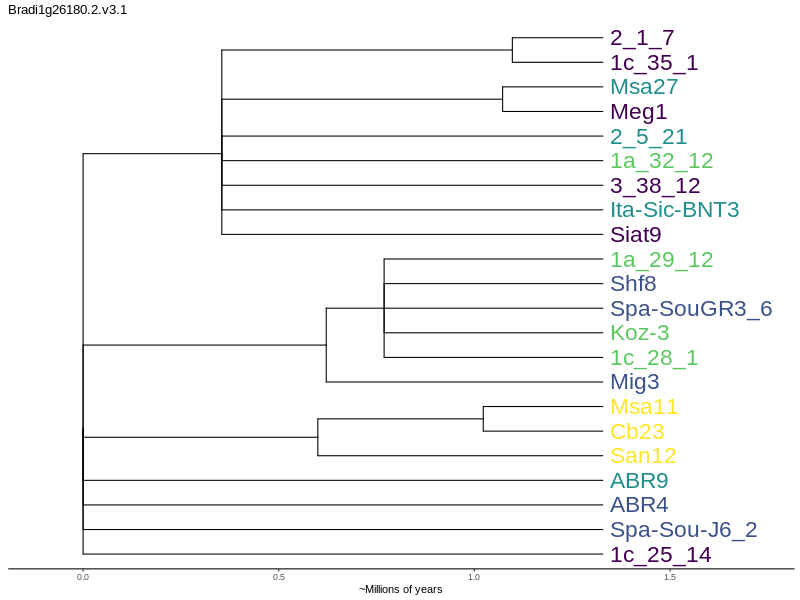 Bradi1g26180.2.v3.1
2_1_7
1c_35_1
Msa27
Meg1
2_5_21
1a_32_12
3_38_12
Ita-Sic-BNT3
Siat9
1a_29_12
Shf8
Spa-SouGR3_6
Koz-3
1c_28_1
Mig3
Msa11
Cb23
San12
ABR9
ABR4
Spa-Sou-J6_2
1c_25_14
0.0 0.5 1.0 1.5
~Millions of years